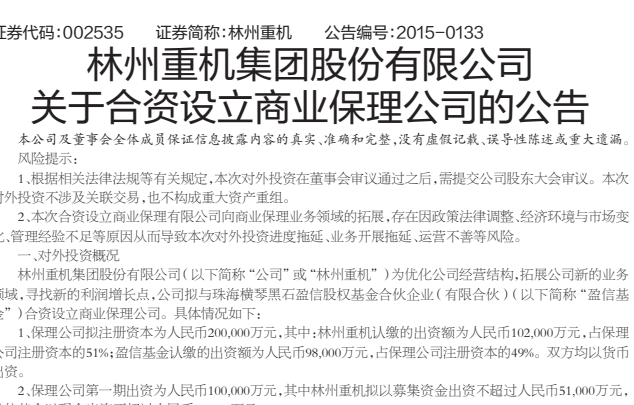 证券代码:002535 证券简称:林州重机 公告编号:2015-0133
林州重机集团股份有限公司
关于合资设立商业保理公司的公告
本公司及董事会全体成员保证信息披露内容的真实、准确和完整,没有虚假记载、误导性陈述或重大遗漏。
风险提示:
1、根据相关法律法规等有关规定,本次对外投资在董事会审议通过之后,需提交公司股东大会审议。本次
对外投资不涉及关联交易,也不构成重大资产重组。
2、本次合资设立商业保理有限公司向商业保理业务领域的拓展,存在因政策法律调整、经济环境与市场变
化、管理经验不足等原因从而导致本次对外投资进度拖延、业务开展拖延、运营不善等风险。
一、对外投资概况
林州重机集团股份有限公司(以下简称“公司”或“林州重机”)为优化公司经营结构,拓展公司新的业务
领域,寻找新的利润增长点,公司拟与珠海横琴黑石盈信股权基金合伙企业(有限合伙)(以下简称“盈信基
金”)合资设立商业保理公司。具体情况如下:
1、保理公司拟注册资本为人民币200,000万元,其中:林州重机认缴的出资额为人民币102,000万元,占保理
公司注册资本的51%;盈信基金认缴的出资额为人民币98,000万元,占保理公司注册资本的49%。双方均以货币
出资。
2、保理公司第一期出资为人民币100,000万元,其中林州重机拟以募集资金出资不超过人民币51,000万元,